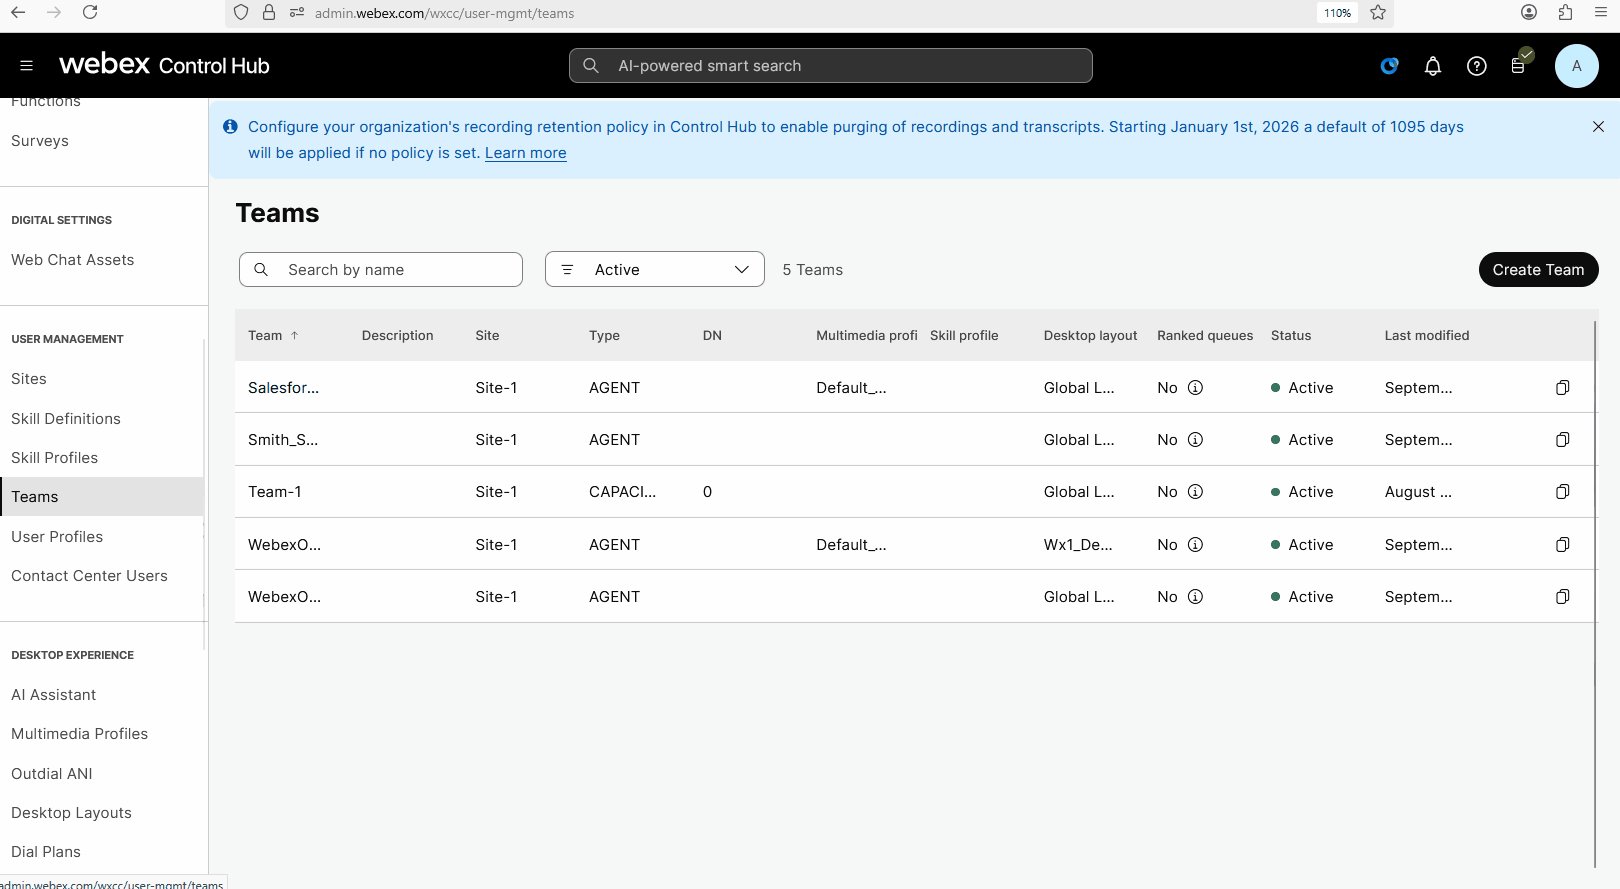 admin.webex.com/wxcc/user-mgmt/teams
110%
webex Control Hub
AI-powered smart search
A
Functions
Surveys
DIGITAL SETTINGS
Web Chat Assets
USER MANAGEMENT
Sites
Skill Definitions
Skill Profiles
Teams
User Profiles
Contact Center Users
DESKTOP EXPERIENCE
AI Assistant
Multimedia Profiles
Outdial ANI
Desktop Layouts
Dial Plans
admin.webex.com/wxcc/user-mgmt/teams
Configure your organization's recording retention policy in Control Hub to enable purging of recordings and transcripts. Starting January 1st, 2026 a default of 1095 days
will be applied if no policy is set. Learn more
Teams
Search by name
Active
5 Teams
Create Team
Team Description Site Type DN Multimedia profi Skill profile Desktop layout Ranked queues Status Last modified
Salesfor... Site-1 AGENT Default_... Global L... No Active Septem...
Smith_S... Site-1 AGENT Global L... No Active Septem...
Team-1 Site-1 CAPACI... 0 Global L... No Active August ...
WebexO... Site-1 AGENT Default_... Wx1_De... No Active Septem...
WebexO... Site-1 AGENT Global L... No Active Septem...